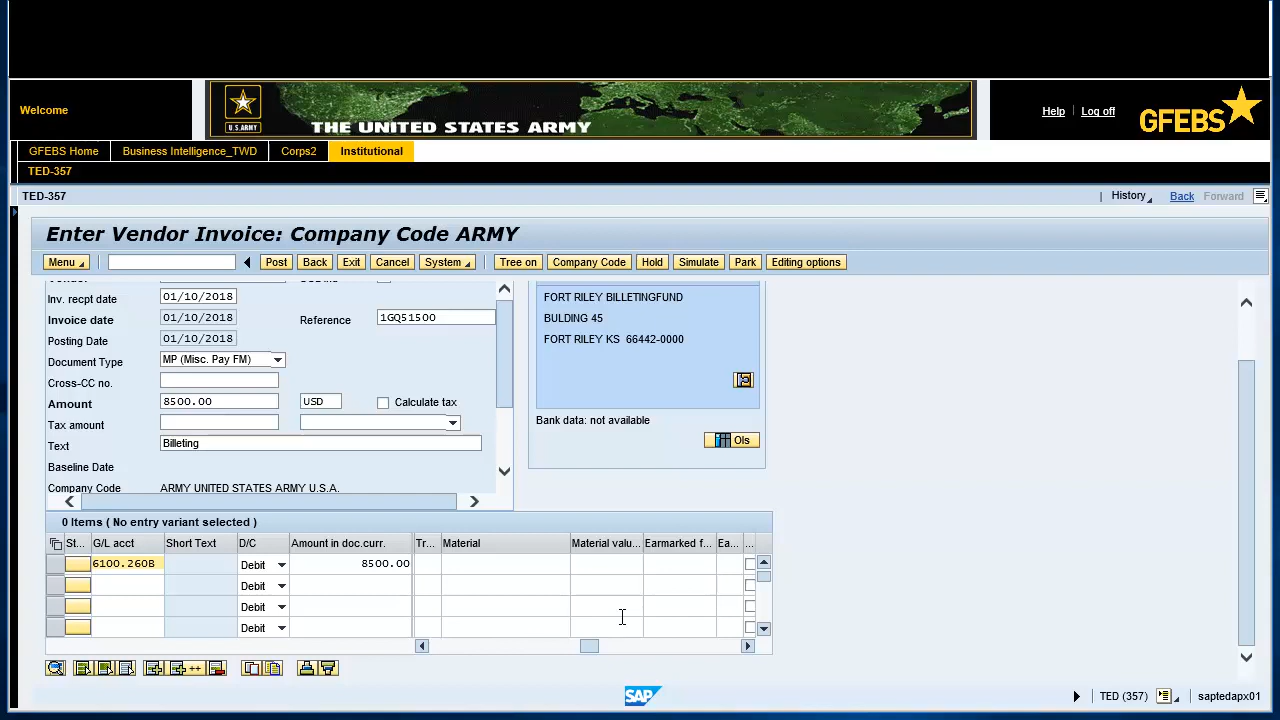 Welcome
U.S.ARMY
THE UNITED STATES ARMY
Help | Log off
GFEBS
GFEBS Home Business Intelligence_TWD Corps2 Institutional
TED-357
TED-357 | History Back Forward
Enter Vendor Invoice: Company Code ARMY
Menu Post Back Exit Cancel System Tree on Company Code Hold Simulate Park Editing options
Inv. recpt date 01/10/2018
Invoice date 01/10/2018 Reference 1GQ51500
Posting Date 01/10/2018
Document Type MP (Misc. Pay FM)
Cross-CC no.
Amount 8500.00 USD Calculate tax
Tax amount
Text Billeting
Baseline Date
Company Code ARMY UNITED STATES ARMY U.S.A.
FORT RILEY BILLETINGFUND
BULDING 45
FORT RILEY KS 66442-0000
Bank data: not available
OIs
0 Items ( No entry variant selected )
St... G/L acct Short Text D/C Amount in doc.curr. Tr... Material Material valu... Earmarked f... Ea... ...
6100.260B Debit 8500.00
Debit
Debit
Debit
SAP
TED (357) saptedapx01